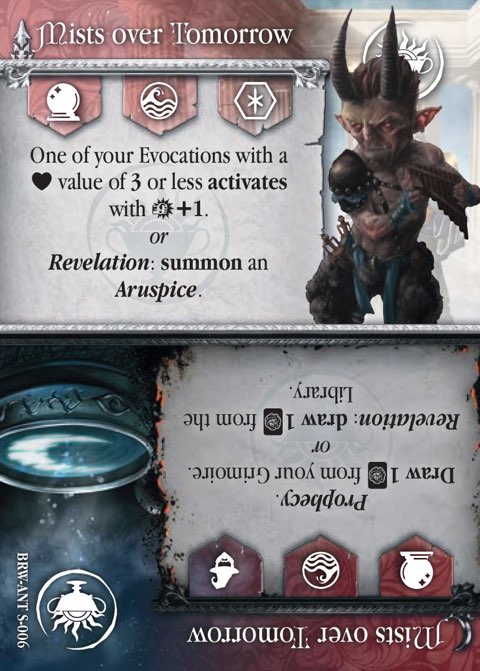 Mists over Tomorrow
One of your Evocations with a
♥ value of 3 or less activates
with +1.
or
Revelation: summon an
Aruspice.
Mists over Tomorrow
Prophecy.
Draw 1 from your Grimoire.
or
Revelation: draw 1 from the
Library.
BRW-ANT S-006